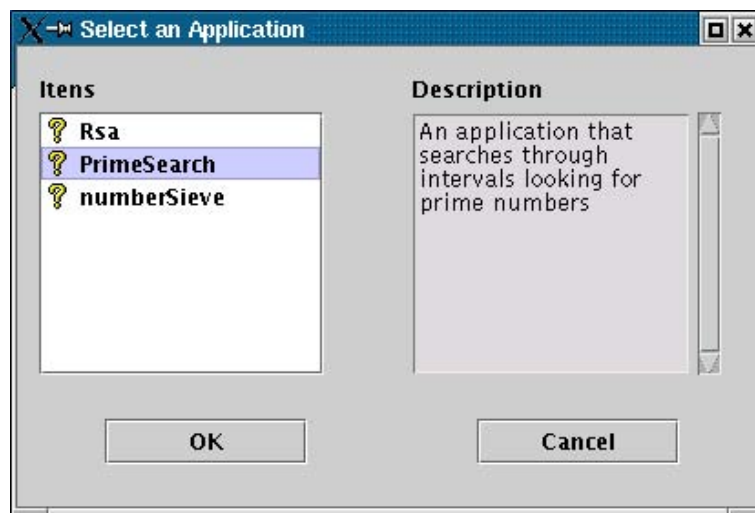 Select an Application
Itens
Rsa
PrimeSearch
numberSieve
Description
An application that
searches through
intervals looking for
prime numbers
OK
Cancel